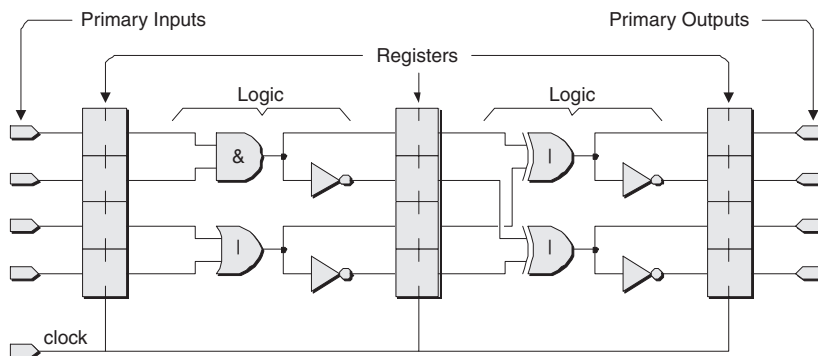 Primary Inputs
Primary Outputs
Registers
Logic
Logic
&
|
|
|
clock